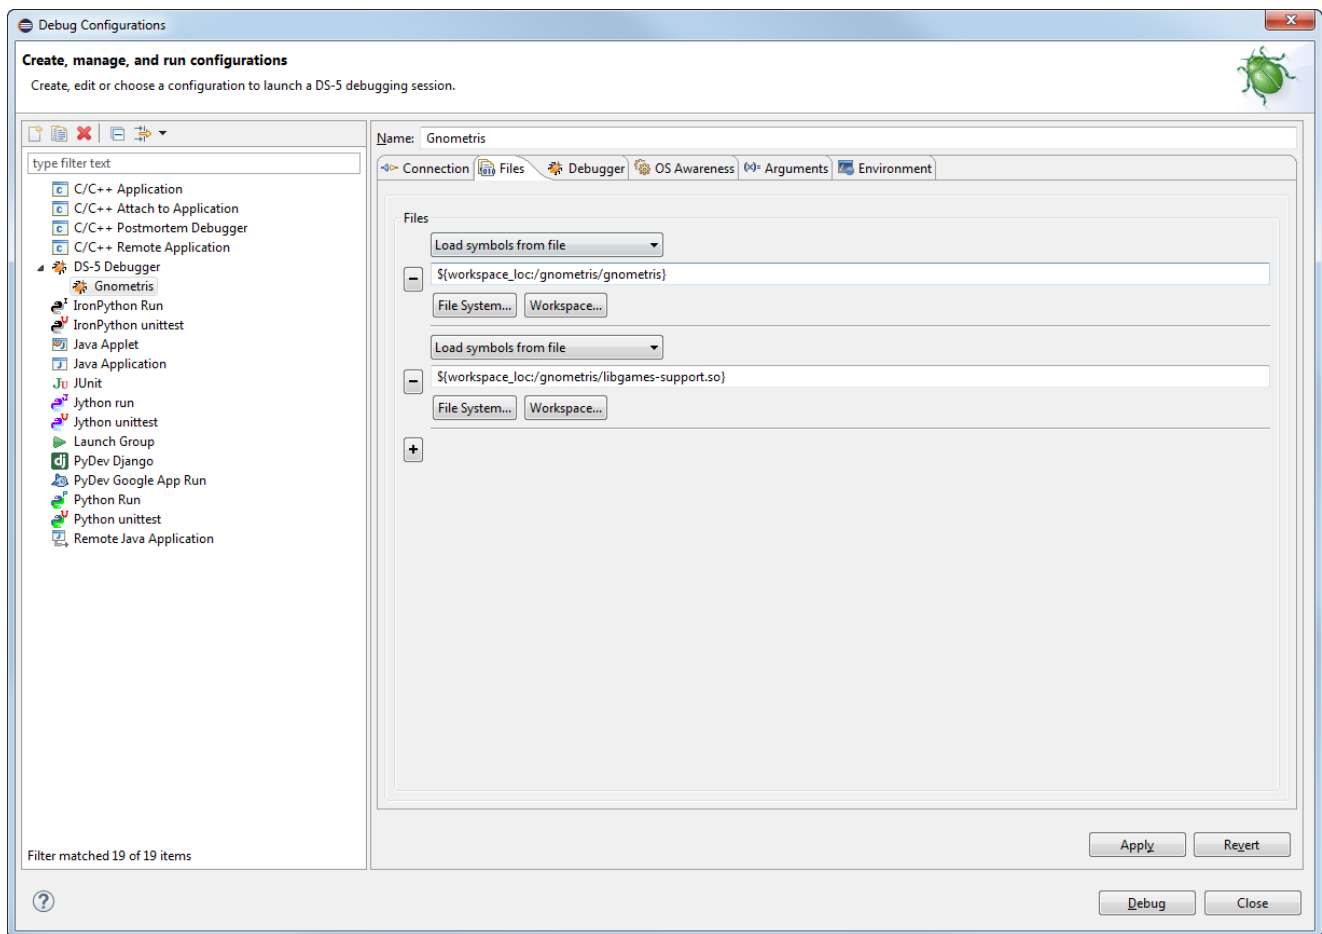 Debug Configurations
x
Create, manage, and run configurations
Create, edit or choose a configuration to launch a DS-5 debugging session.
type filter text
C/C++ Application
C/C++ Attach to Application
C/C++ Postmortem Debugger
C/C++ Remote Application
DS-5 Debugger
Gnometris
IronPython Run
IronPython unittest
Java Applet
Java Application
JUnit
Jython run
Jython unittest
Launch Group
PyDev Django
PyDev Google App Run
Python Run
Python unittest
Remote Java Application
Filter matched 19 of 19 items
Name: Gnometris
Connection Files Debugger OS Awareness Arguments Environment
Files
Load symbols from file
${workspace_loc:/gnometris/gnometris}
File System... Workspace...
Load symbols from file
${workspace_loc:/gnometris/libgames-support.so}
File System... Workspace...
Apply Revert
Debug Close